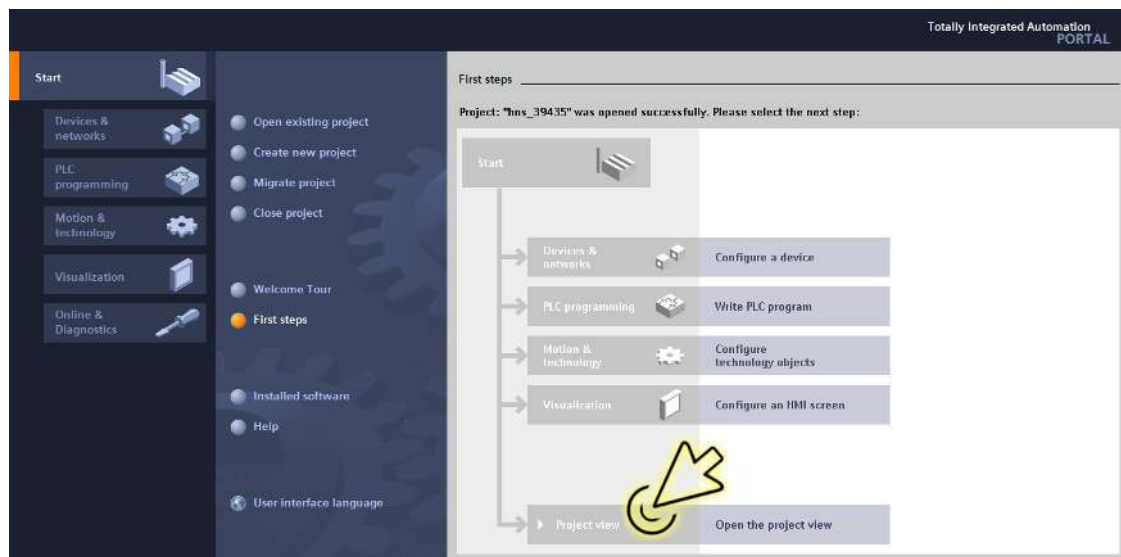 Totally Integrated Automation
PORTAL
Start
Devices &
networks
PLC
programming
Motion &
technology
Visualization
Online &
Diagnostics
Open existing project
Create new project
Migrate project
Close project
Welcome Tour
First steps
Installed software
Help
User interface language
First steps
Project: "hns_39435" was opened successfully. Please select the next step:
Start
Devices &
networks
Configure a device
PLC programming
Write PLC program
Motion &
technology
Configure
technology objects
Visualization
Configure an HMI screen
Project view
Open the project view